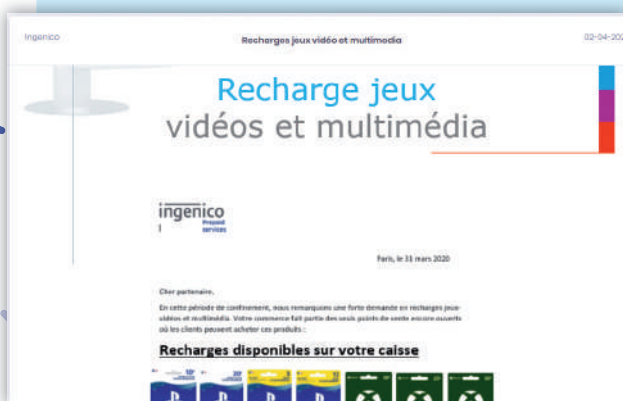 Ingenico
Recharges jeux vidéo et multimedia
02-04-202
Recharge jeux
vidéos et multimédia
ingenico
Prepaid
services
Paris, le 31 mars 2020
Cher partenaire,
En cette période de confinement, nous remarquons une forte demande en recharges jeux-
vidéos et multimédia. Votre commerce fait partie des seuls points de vente encore ouverts
où les clients peuvent acheter ces produits :
Recharges disponibles sur votre caisse